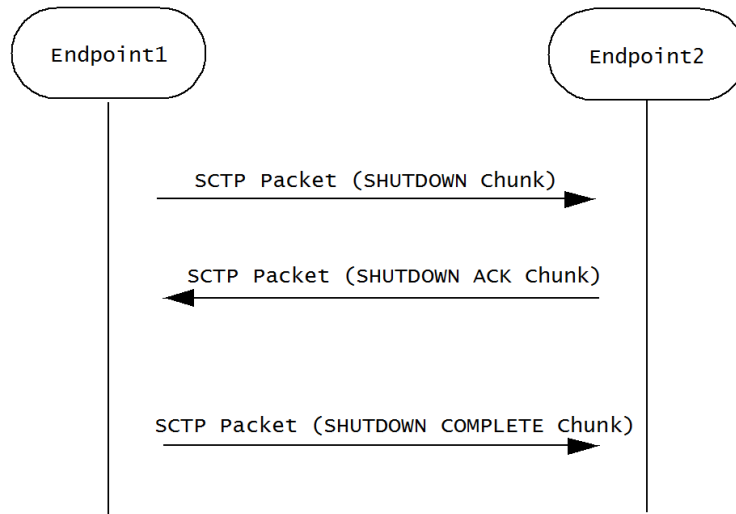 Endpoint1
Endpoint2
SCTP Packet (SHUTDOWN Chunk)
SCTP Packet (SHUTDOWN ACK Chunk)
SCTP Packet (SHUTDOWN COMPLETE Chunk)